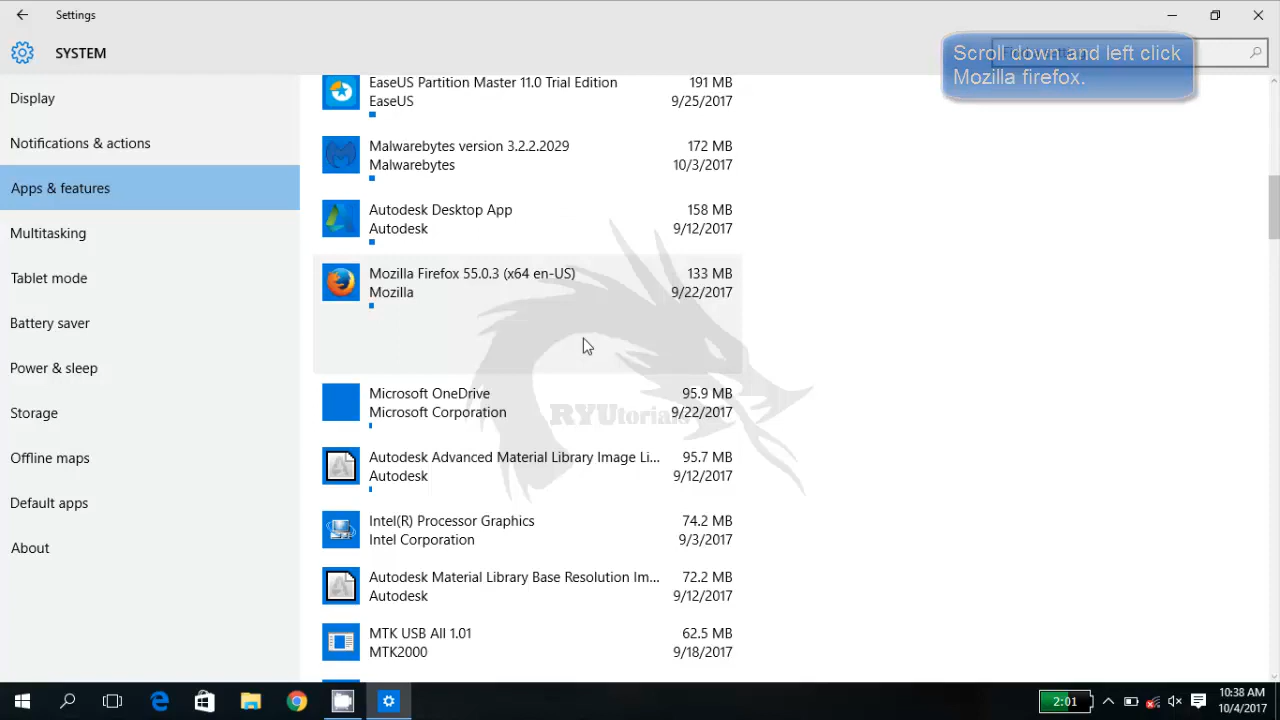 Settings
SYSTEM
Scroll down and left click
Mozilla firefox.
Display
Notifications & actions
Apps & features
Multitasking
Tablet mode
Battery saver
Power & sleep
Storage
Offline maps
Default apps
About
EaseUS Partition Master 11.0 Trial Edition 191 MB
EaseUS 9/25/2017
Malwarebytes version 3.2.2.2029 172 MB
Malwarebytes 10/3/2017
Autodesk Desktop App 158 MB
Autodesk 9/12/2017
Mozilla Firefox 55.0.3 (x64 en-US) 133 MB
Mozilla 9/22/2017
Microsoft OneDrive 95.9 MB
Microsoft Corporation 9/22/2017
RYUtorials
Autodesk Advanced Material Library Image Li... 95.7 MB
Autodesk 9/12/2017
Intel(R) Processor Graphics 74.2 MB
Intel Corporation 9/3/2017
Autodesk Material Library Base Resolution Im... 72.2 MB
Autodesk 9/12/2017
MTK USB All 1.01 62.5 MB
MTK2000 9/18/2017
2:01
10:38 AM
10/4/2017